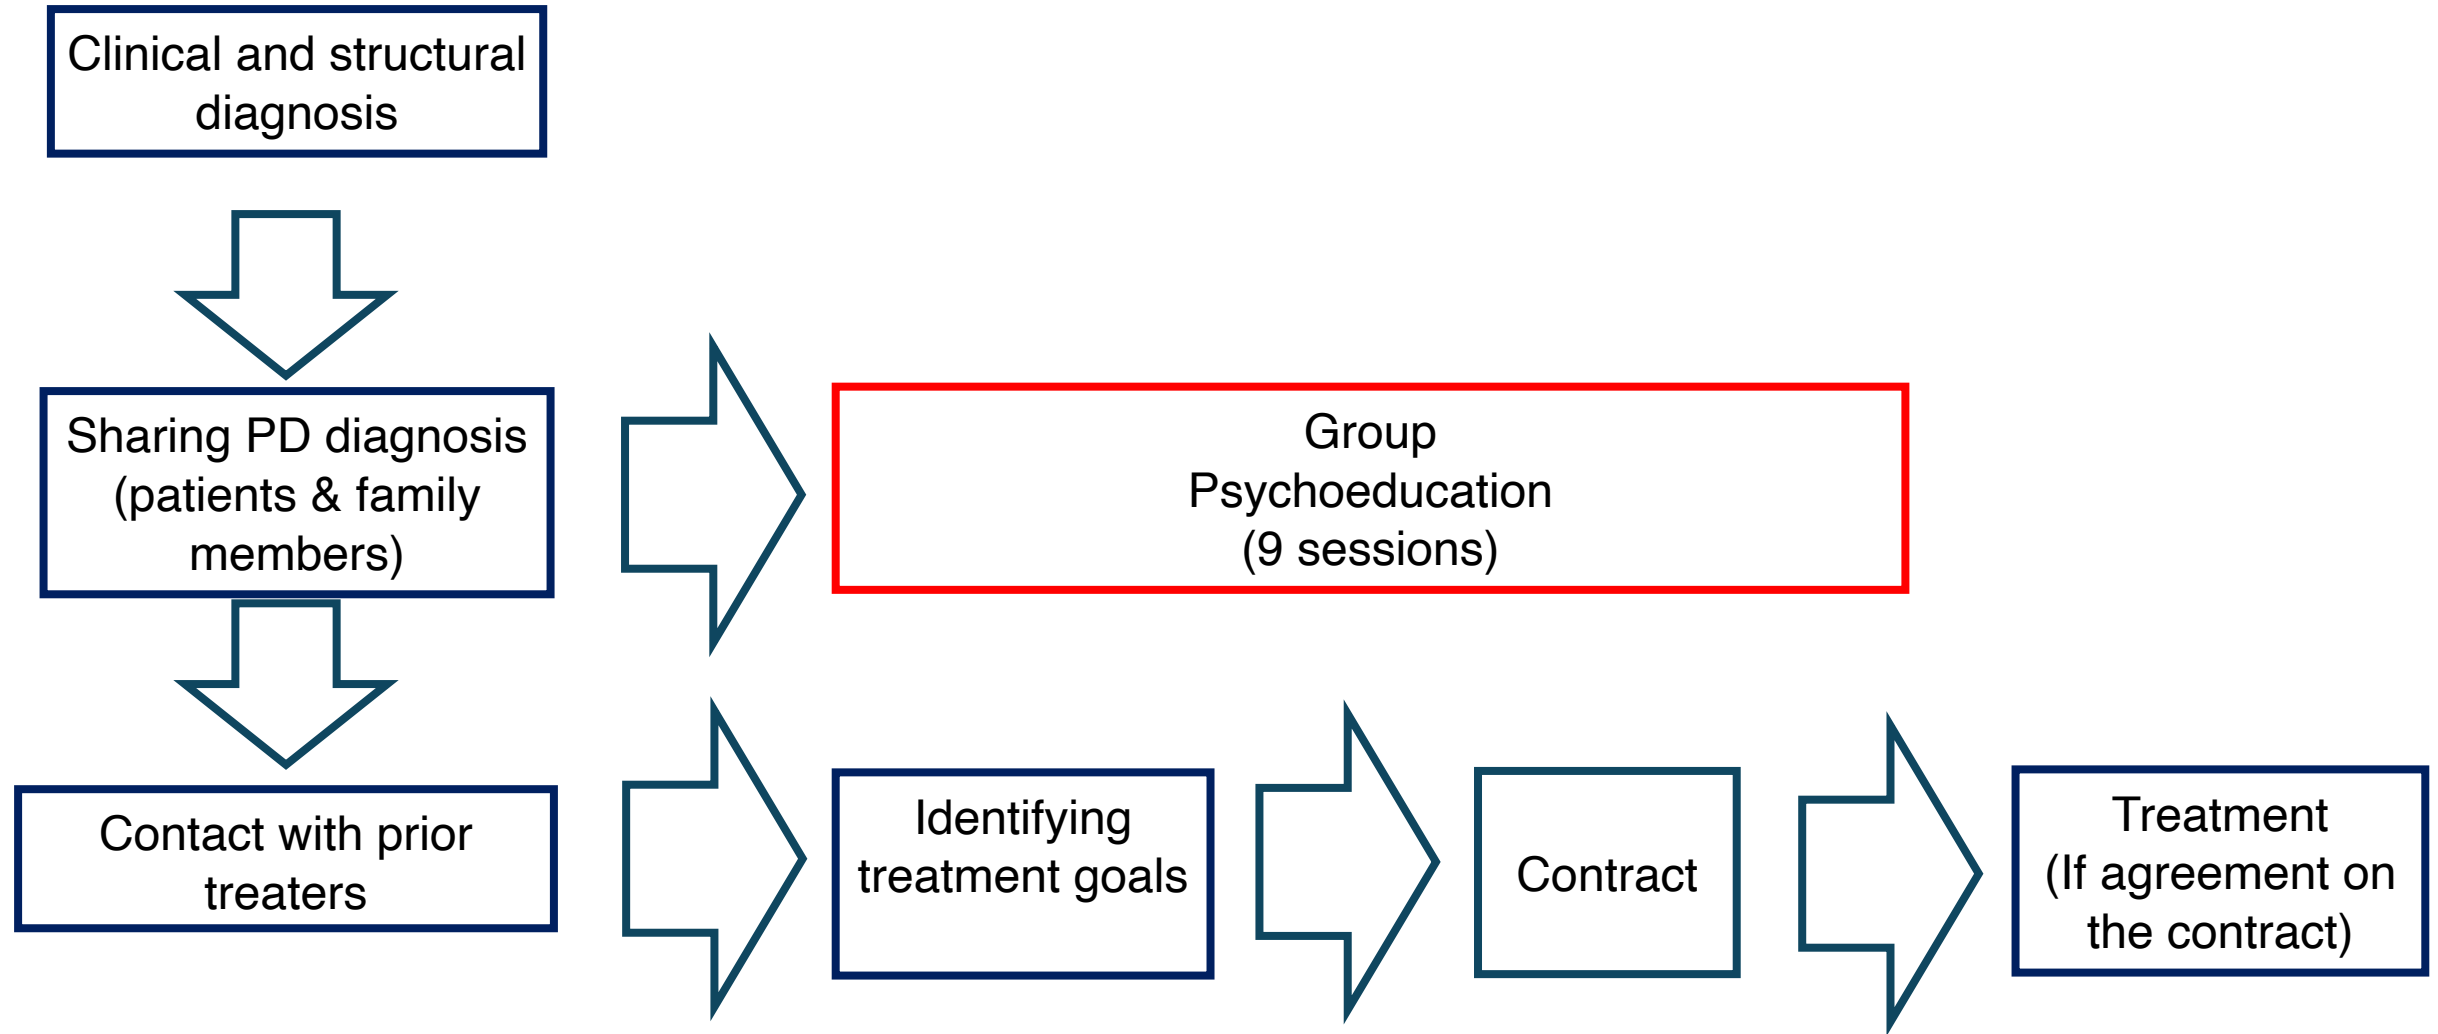 Clinical and structural
diagnosis
Sharing PD diagnosis
(patients & family
members)
Group
Psychoeducation
(9 sessions)
Contact with prior
treaters
Identifying
treatment goals
Contract
Treatment
(If agreement on
the contract)